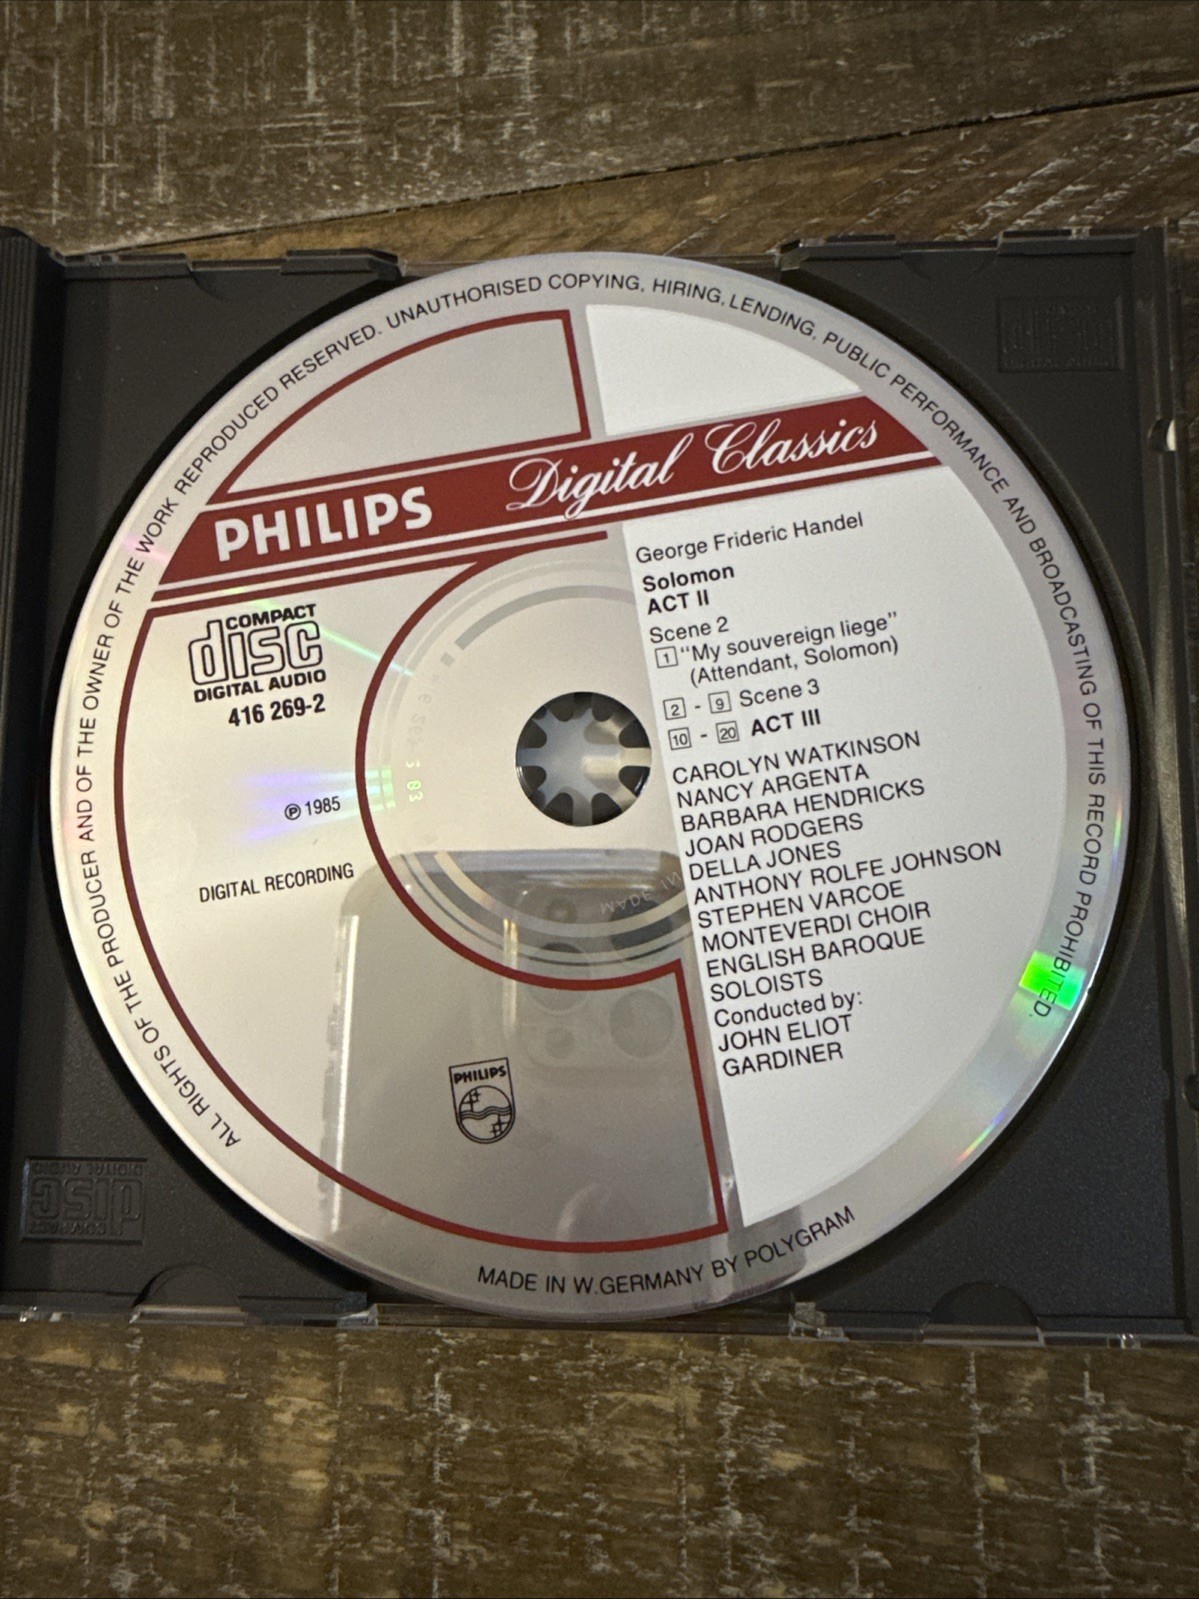 ALL RIGHTS OF THE PRODUCER AND OF THE OWNER OF THE WORK REPRODUCED RESERVED. UNAUTHORISED COPYING, HIRING, LENDING, PUBLIC PERFORMANCE AND BROADCASTING OF THIS RECORD PROHIBITED.
PHILIPS Digital Classics
COMPACT
disc
DIGITAL AUDIO
416 269-2
℗ 1985
DIGITAL RECORDING
PHILIPS
George Frideric Handel
Solomon
ACT II
Scene 2
1 "My souvereign liege"
(Attendant, Solomon)
2 - 9 Scene 3
10 - 20 ACT III
CAROLYN WATKINSON
NANCY ARGENTA
BARBARA HENDRICKS
JOAN RODGERS
DELLA JONES
ANTHONY ROLFE JOHNSON
STEPHEN VARCOE
MONTEVERDI CHOIR
ENGLISH BAROQUE
SOLOISTS
Conducted by:
JOHN ELIOT
GARDINER
MADE IN W.GERMANY BY POLYGRAM
COMPACT
disc
DIGITAL AUDIO